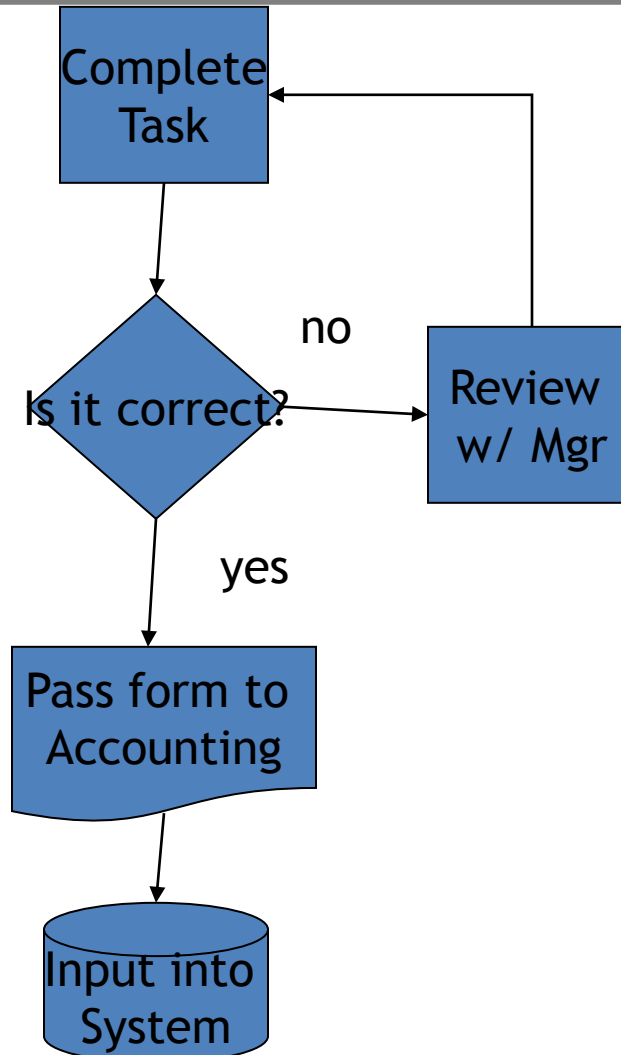 Complete
Task
no
Is it correct?
Review
w/ Mgr
yes
Pass form to
Accounting
Input into
System